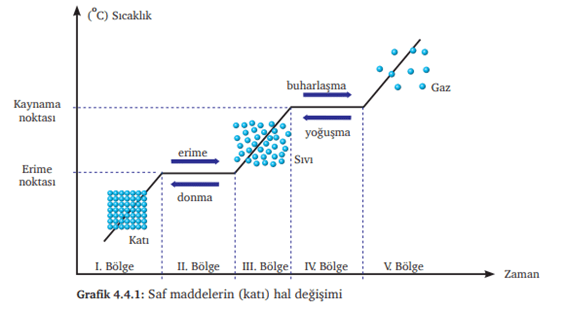 (°C) Sıcaklık
buharlaşma
Gaz
Kaynama
noktası
yoğuşma
erime
Sıvı
Erime
noktası
donma
Katı
I. Bölge II. Bölge III. Bölge IV. Bölge V. Bölge
Zaman
Grafik 4.4.1: Saf maddelerin (katı) hal değişimi